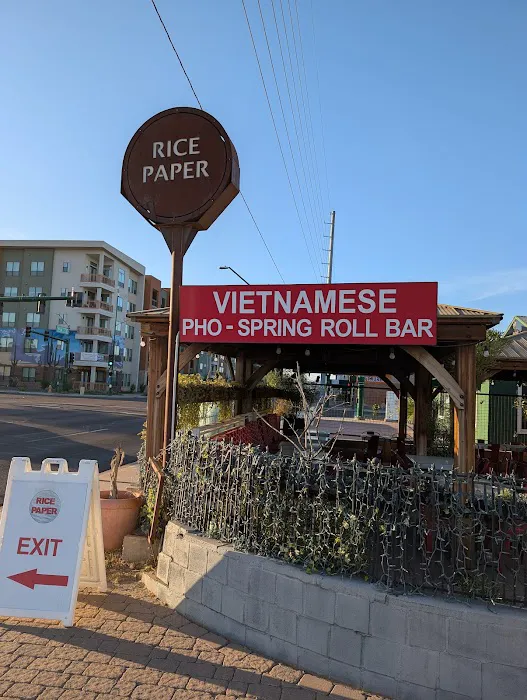 RICE
PAPER
VIETNAMESE
PHO - SPRING ROLL BAR
RICE
PAPER
EXIT